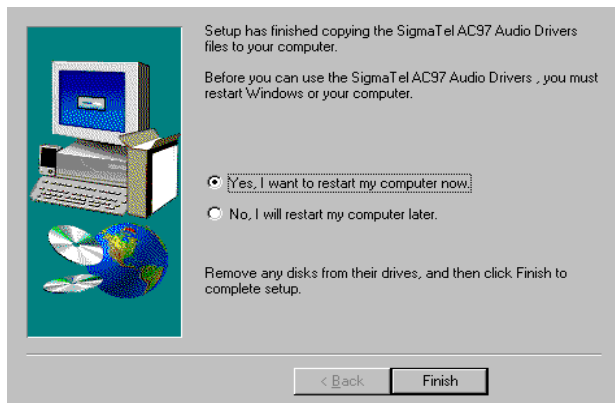 Setup has finished copying the SigmaTel AC97 Audio Drivers
files to your computer.
Before you can use the SigmaTel AC97 Audio Drivers , you must
restart Windows or your computer.
Yes, I want to restart my computer now.
No, I will restart my computer later.
Remove any disks from their drives, and then click Finish to
complete setup.
< Back
Finish